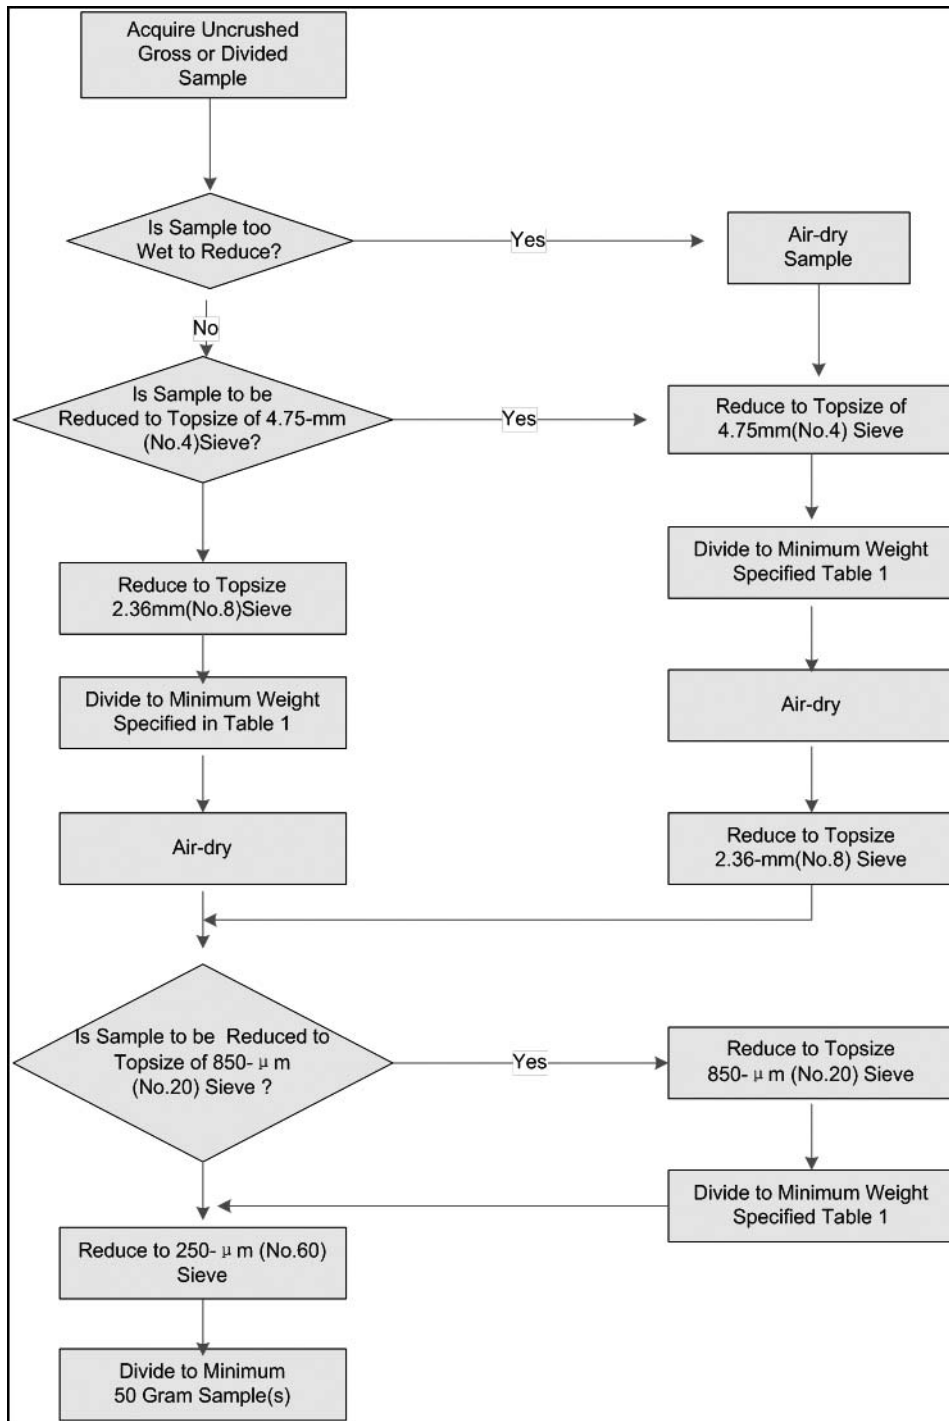 Acquire Uncrushed
Gross or Divided
Sample
Is Sample too
Wet to Reduce?
Yes
Air-dry
Sample
No
Is Sample to be
Reduced to Topsize of 4.75-mm
(No.4)Sieve?
Yes
Reduce to Topsize of
4.75mm(No.4) Sieve
Divide to Minimum Weight
Specified Table 1
Reduce to Topsize
2.36mm(No.8)Sieve
Divide to Minimum Weight
Specified in Table 1
Air-dry
Air-dry
Reduce to Topsize
2.36-mm(No.8) Sieve
Is Sample to be Reduced to
Topsize of 850-μm
(No.20) Sieve ?
Yes
Reduce to Topsize
850-μm (No.20) Sieve
Divide to Minimum Weight
Specified Table 1
Reduce to 250-μm (No.60)
Sieve
Divide to Minimum
50 Gram Sample(s)